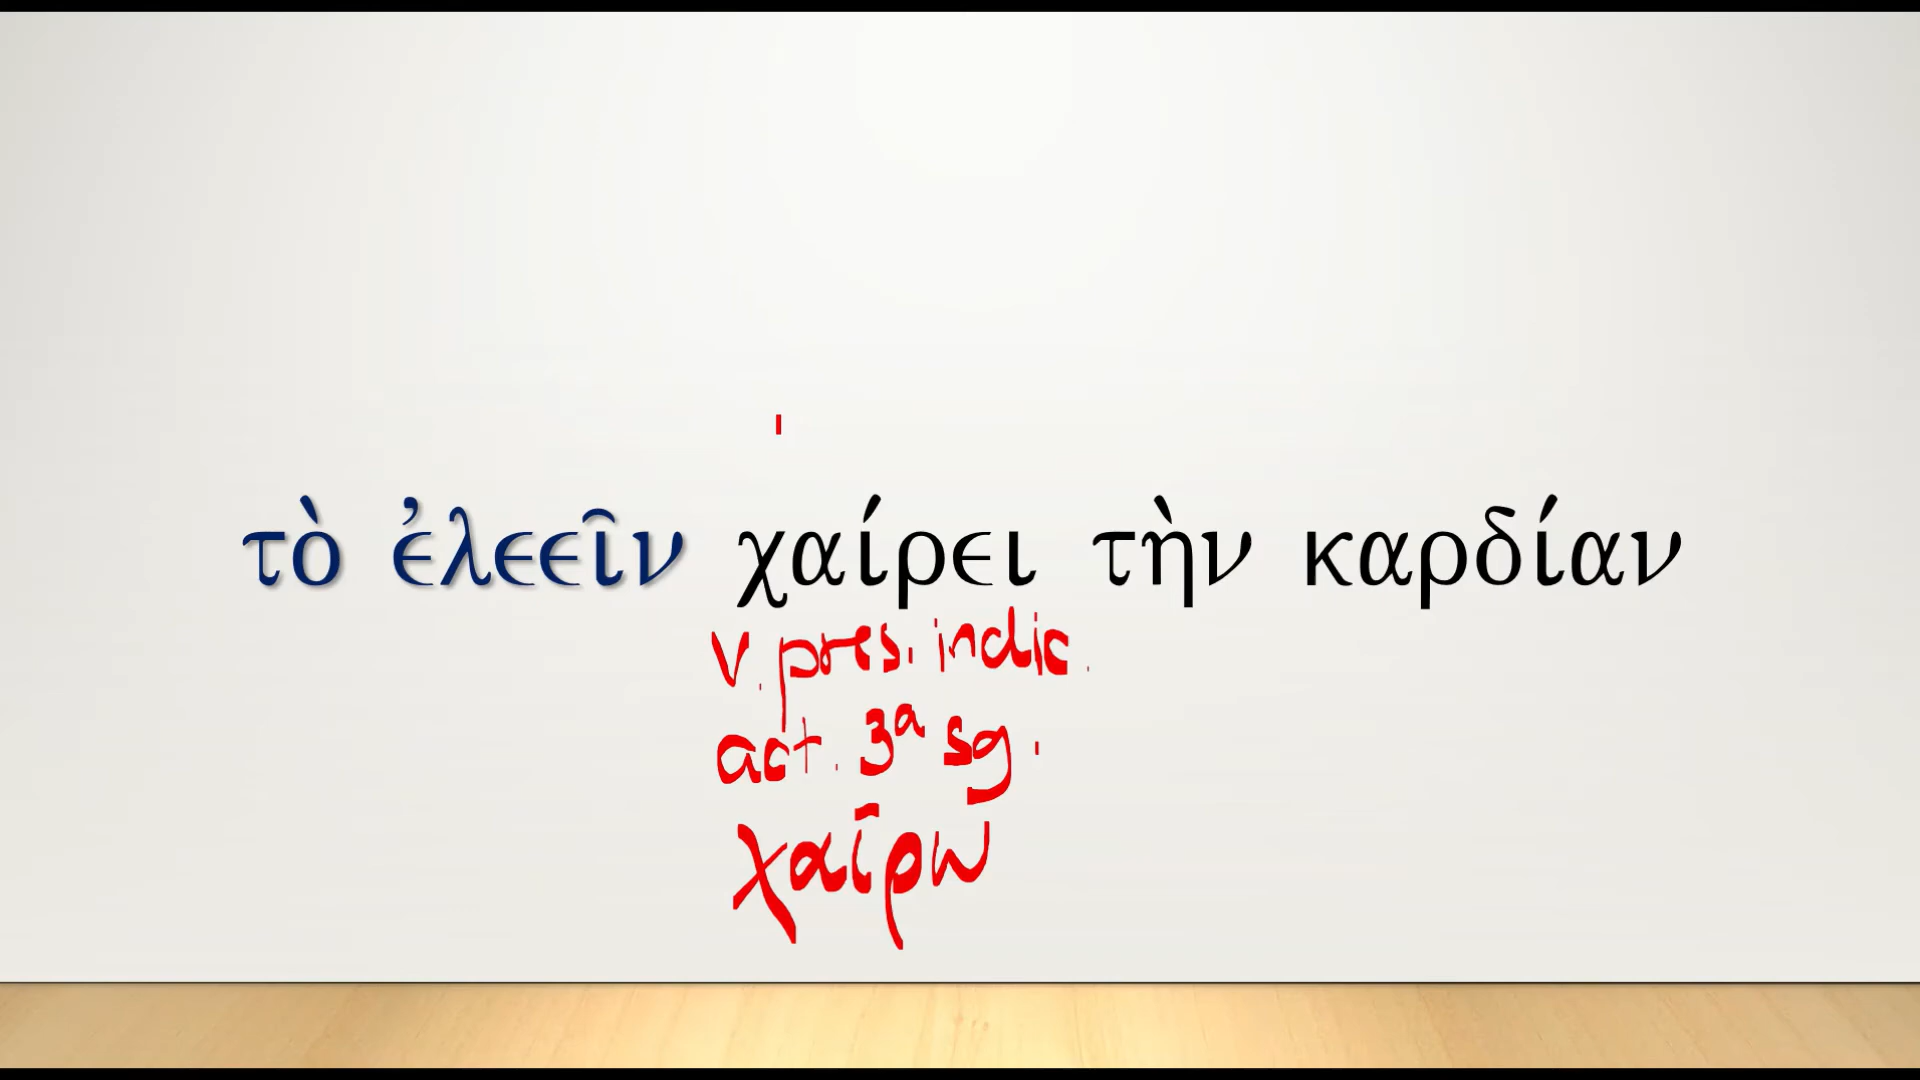 τὸ ἐλεεῖν χαίρει τὴν καρδίαν
v. pres. indic.
act. 3ª sg.
χαίρω